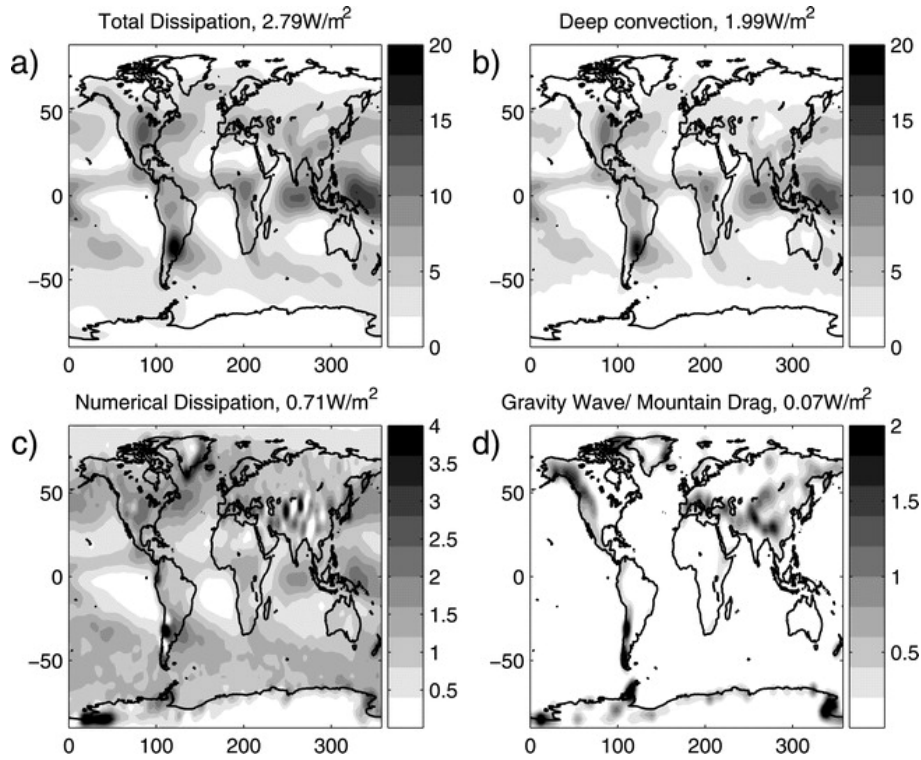 Total Dissipation, 2.79W/m²
a)
50
0
−50
0 100 200 300
20
15
10
5
0
Deep convection, 1.99W/m²
b)
50
0
−50
0 100 200 300
20
15
10
5
0
Numerical Dissipation, 0.71W/m²
c)
50
0
−50
0 100 200 300
4
3.5
3
2.5
2
1.5
1
0.5
Gravity Wave/ Mountain Drag, 0.07W/m²
d)
50
0
−50
0 100 200 300
2
1.5
1
0.5